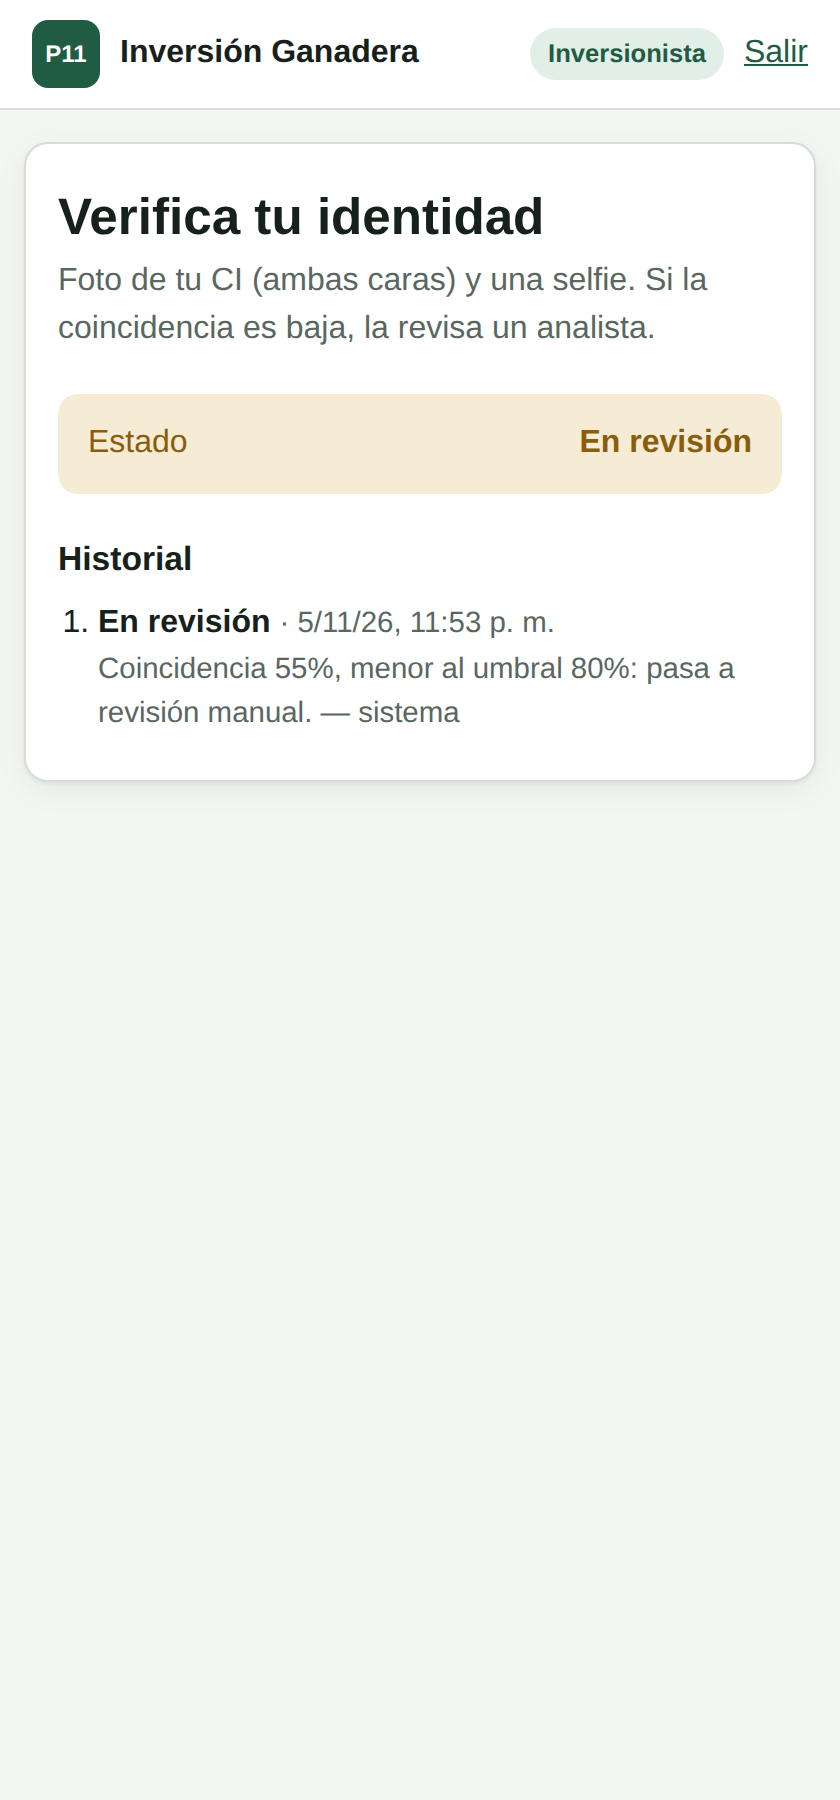 P11 Inversión Ganadera Inversionista Salir
Verifica tu identidad
Foto de tu CI (ambas caras) y una selfie. Si la
coincidencia es baja, la revisa un analista.
Estado En revisión
Historial
1. En revisión · 5/11/26, 11:53 p. m.
Coincidencia 55%, menor al umbral 80%: pasa a
revisión manual. — sistema